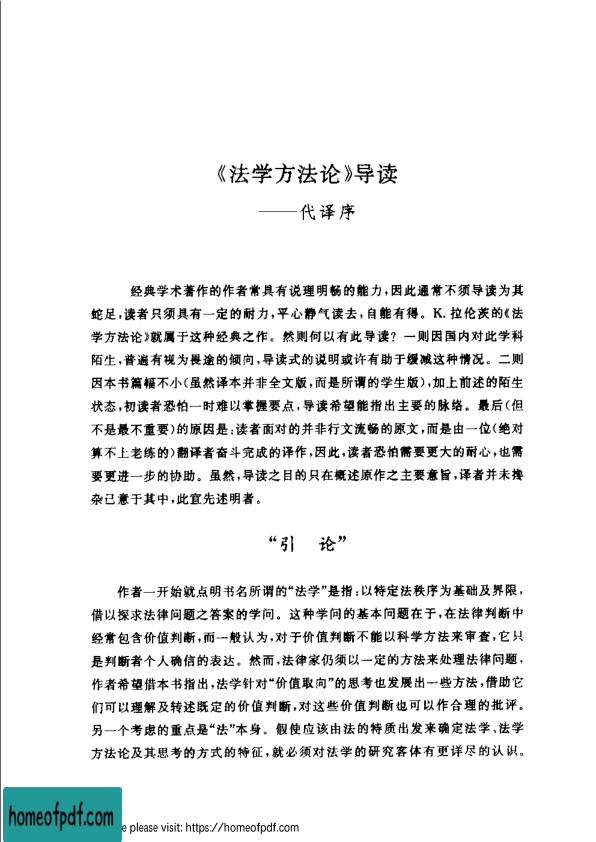 《法学方法论》导读
——代译序
经典学术著作的作者常具有说理明畅的能力，因此通常不须导读为其
蛇足，读者只须具有一定的耐力，平心静气读去，自能有得。K.拉伦茨的《法
学方法论》就属于这种经典之作。然则何以有此导读？一则因国内对此学科
陌生，普遍有视为畏途的倾向，导读式的说明或许有助于缓减这种情况。二则
因本书篇幅不小（虽然译本并非全文版，而是所谓的学生版），加上前述的陌生
状态，初读者恐怕一时难以掌握要点，导读希望能指出主要的脉络。最后（但
不是最不重要）的原因是：读者面对的并非行文流畅的原文，而是由一位（绝对
算不上老练的）翻译者奋斗完成的译作，因此，读者恐怕需要更大的耐心，也需
要更进一步的协助。虽然，导读之目的只在概述原作之主要意旨，译者并未搀
杂己意于其中，此宜先述明者。
“引 论”
作者一开始就点明书名所谓的“法学”是指：以特定法秩序为基础及界限，
借以探求法律问题之答案的学问。这种学问的基本问题在于，在法律判断中
经常包含价值判断，而一般认为，对于价值判断不能以科学方法来审查，它只
是判断者个人确信的表达。然而，法律家仍须以一定的方法来处理法律问题，
作者希望借本书指出，法学针对“价值取向”的思考也发展出一些方法，借助它
们可以理解及转述既定的价值判断，对这些价值判断也可以作合理的批评。
另一个考虑的重点是“法”本身。假使应该由法的特质出发来确定法学、法学
方法论及其思考的方式的特征，就必须对法学的研究客体有更详尽的认识。
homeofpdf.com
please visit: https://homeofpdf.com